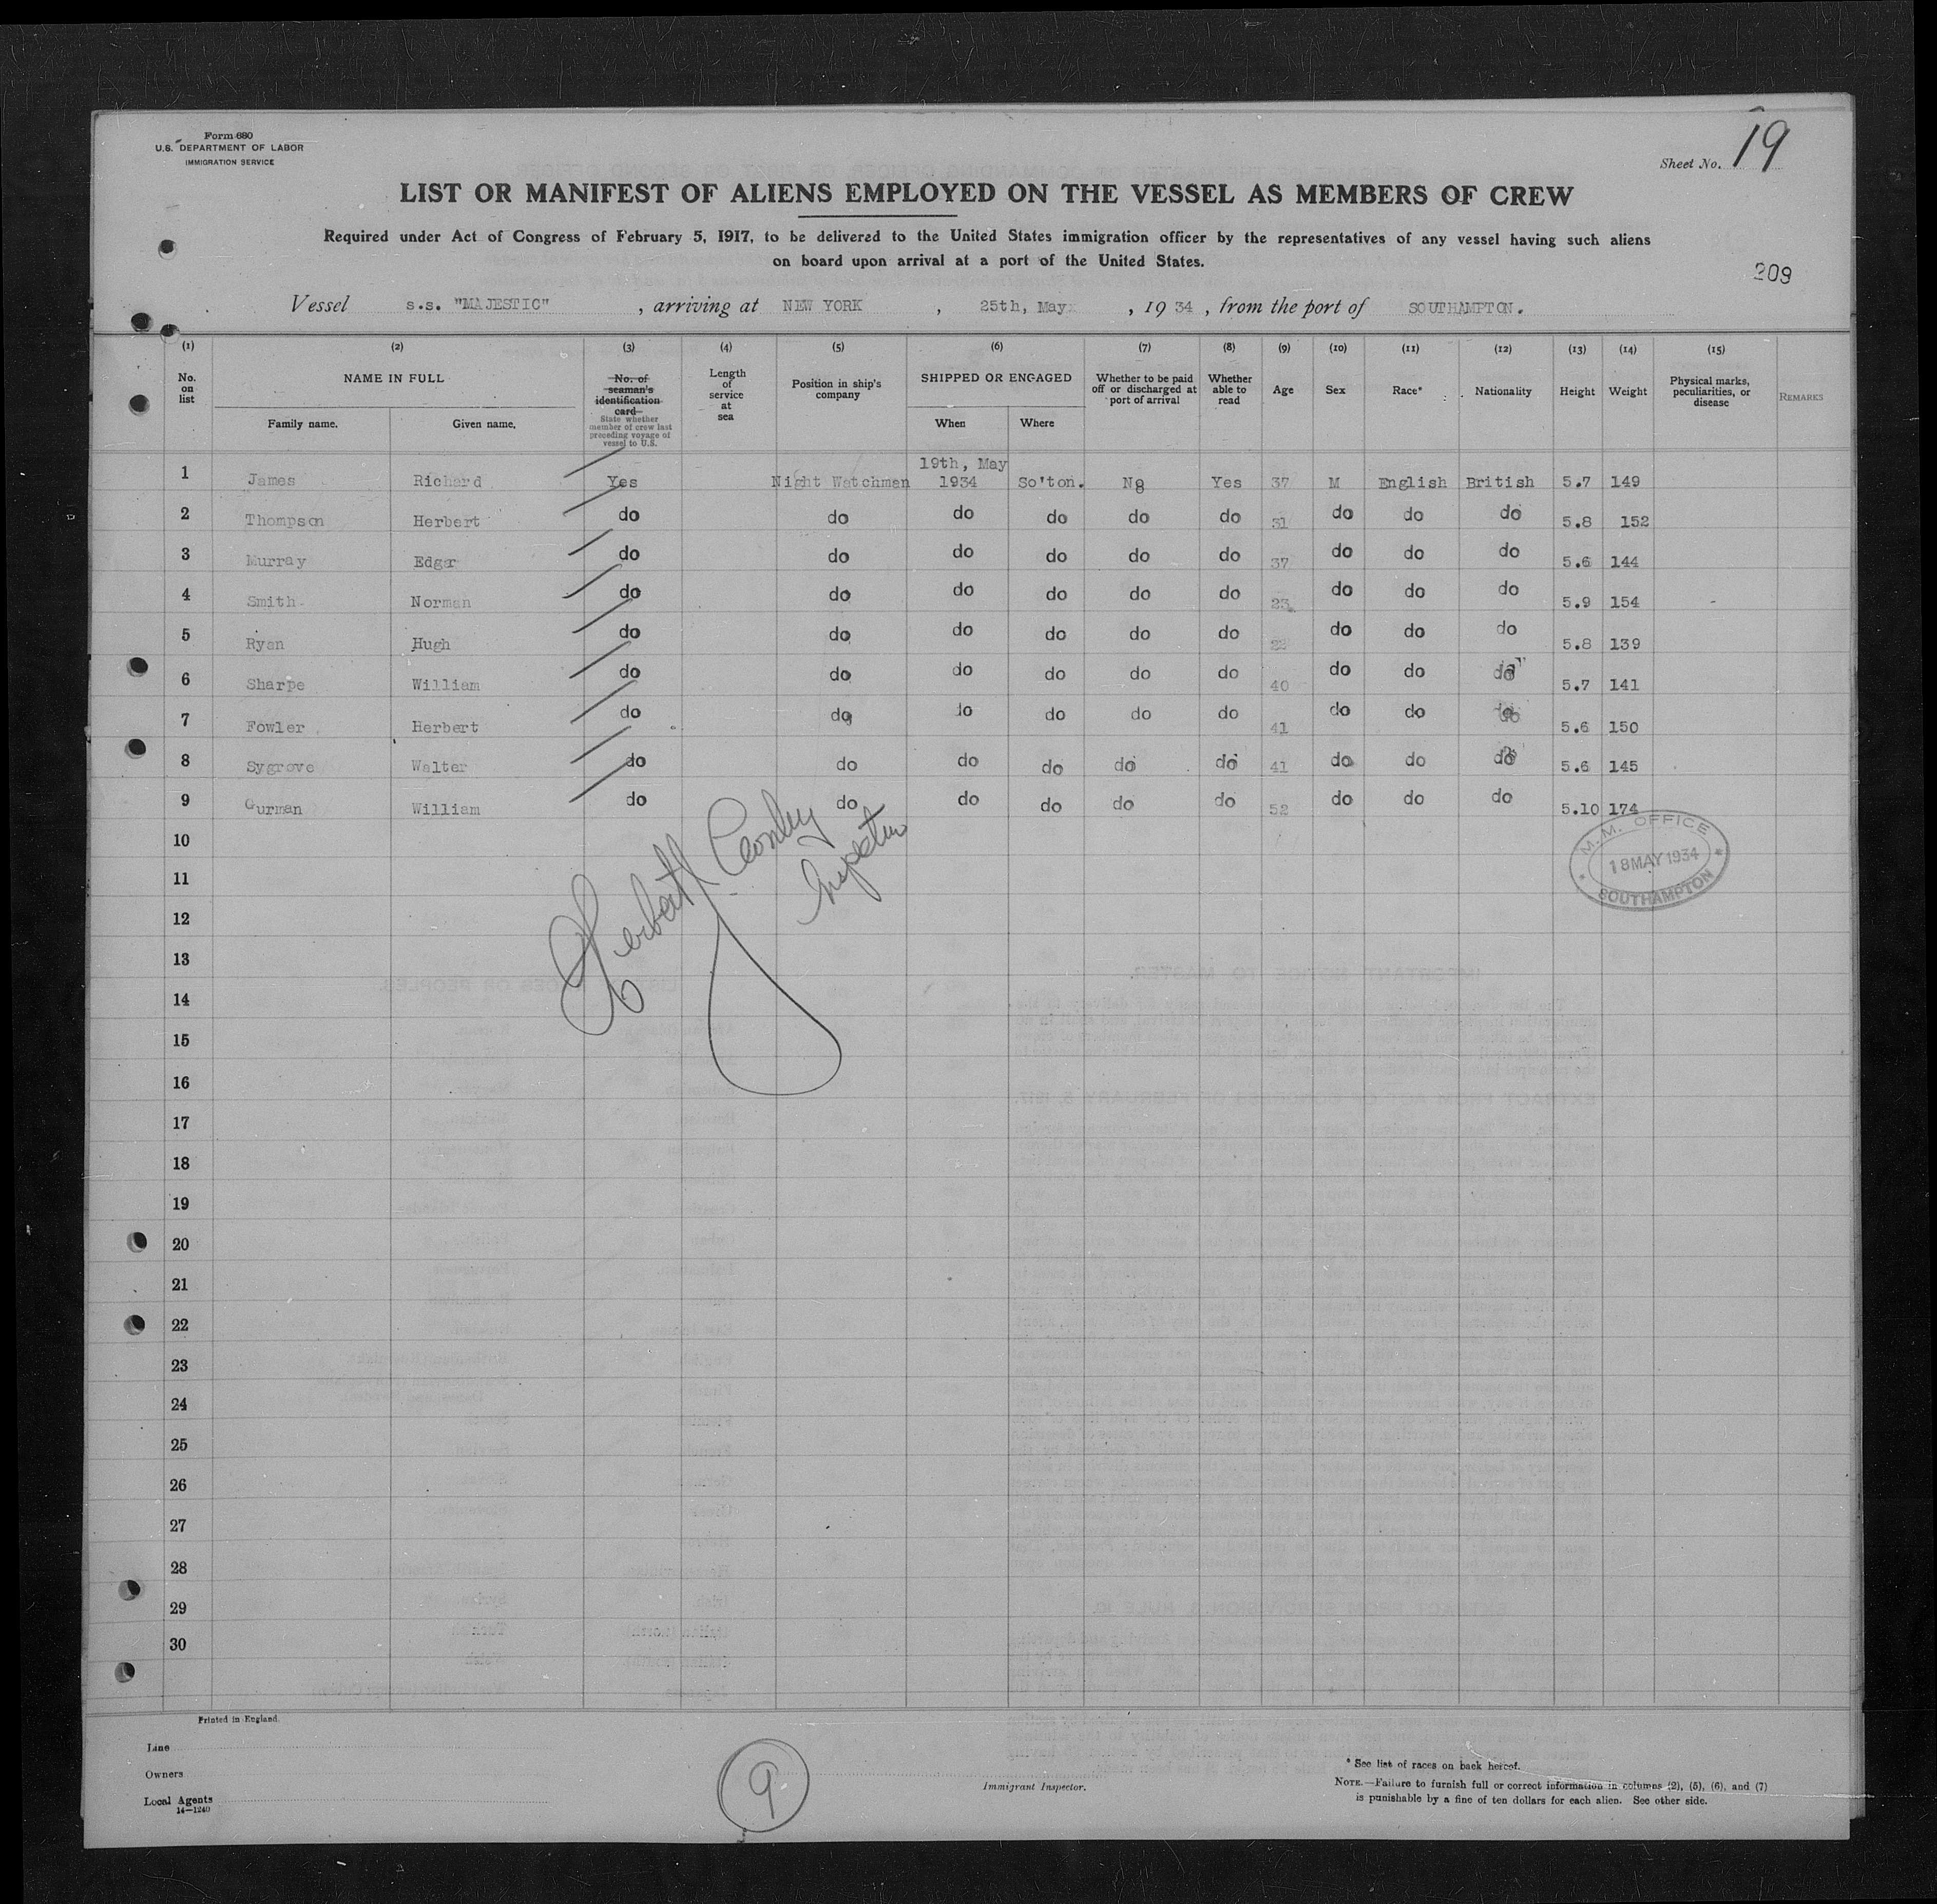 Form 680
U.S. DEPARTMENT OF LABOR
IMMIGRATION SERVICE
Sheet No. 19
LIST OR MANIFEST OF ALIENS EMPLOYED ON THE VESSEL AS MEMBERS OF CREW
Required under Act of Congress of February 5, 1917, to be delivered to the United States immigration officer by the representatives of any vessel having such aliens
on board upon arrival at a port of the United States.
209
Vessel s.s. "MAJESTIC" , arriving at NEW YORK , 25th, May , 19 34 , from the port of SOUTHAMPTON.
(1) (2) (3) (4) (5) (6) (7) (8) (9) (10) (11) (12) (13) (14) (15)
No. on list
NAME IN FULL
Family name. Given name.
No. of seaman's identification card
State whether member of crew last preceding voyage of vessel to U.S.
Length of service at sea
Position in ship's company
SHIPPED OR ENGAGED
When Where
Whether to be paid off or discharged at port of arrival
Whether able to read
Age
Sex
Race*
Nationality
Height
Weight
Physical marks, peculiarities, or disease
REMARKS
1 James Richard Yes Night Watchman 19th, May 1934 So'ton. No Yes 37 M English British 5.7 149
2 Thompson Herbert do do do do do do 31 do do do 5.8 152
3 Murray Edgar do do do do do do 37 do do do 5.6 144
4 Smith Norman do do do do do do 23 do do do 5.9 154
5 Ryan Hugh do do do do do do do do do 5.8 139
6 Sharpe William do do do do do do 40 do do do 5.7 141
7 Fowler Herbert do do do do do do 41 do do do 5.6 150
8 Sygrove Walter do do do do do do 41 do do do 5.6 145
9 Gurman William do do do do do do 52 do do do 5.10 174
10
11
12
13
14
15
16
17
18
19
20
21
22
23
24
25
26
27
28
29
30
Herbert Conley
Inspector
M.M. OFFICE
18 MAY 1934
SOUTHAMPTON
Printed in England.
Line
Owners
Local Agents
14—1240
9
Immigrant Inspector.
* See list of races on back hereof.
NOTE.—Failure to furnish full or correct information in columns (2), (5), (6), and (7)
is punishable by a fine of ten dollars for each alien. See other side.